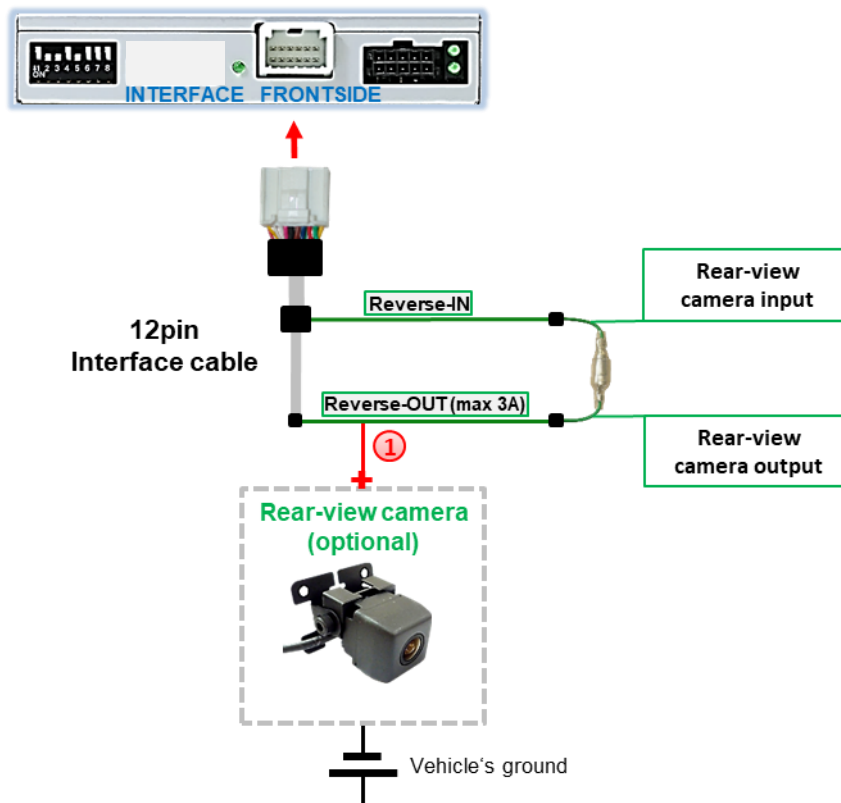 ON
1 2 3 4 5 6 7 8
INTERFACE FRONTSIDE
Reverse-IN
Rear-view
camera input
12pin
Interface cable
Reverse-OUT (max 3A)
1
Rear-view
camera output
Rear-view camera
(optional)
Vehicle‘s ground